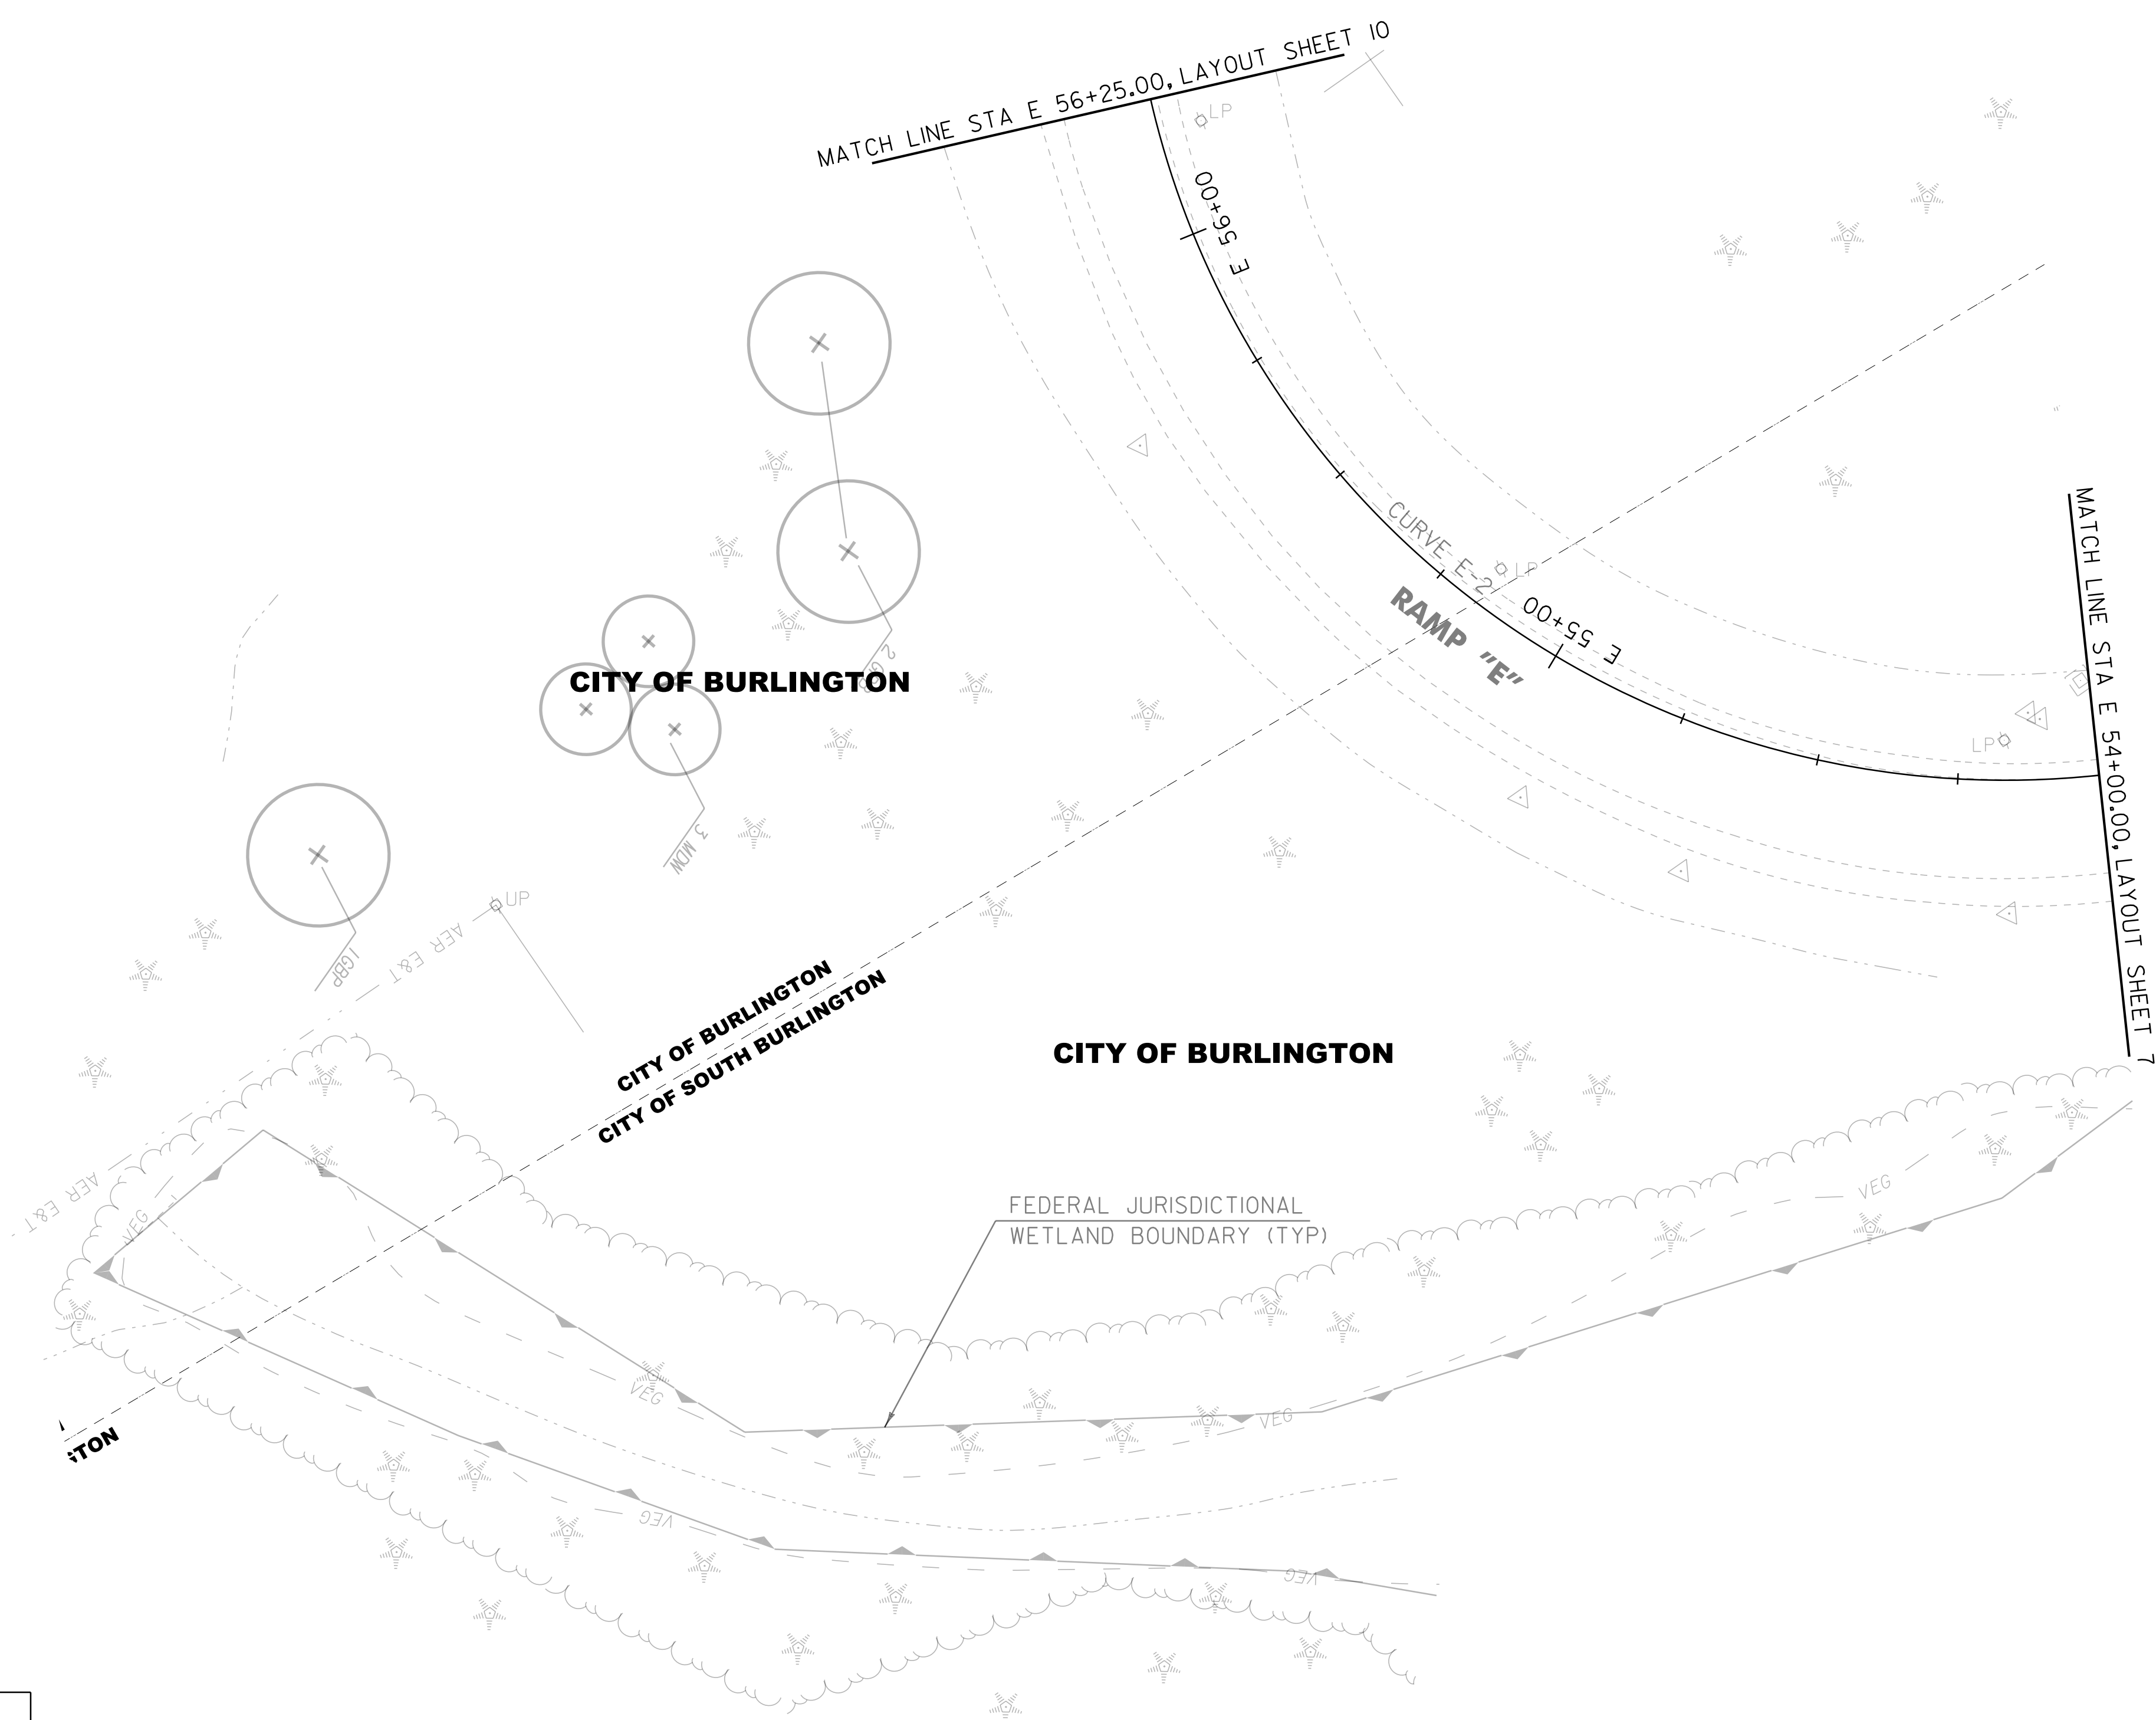 MATCH LINE STA E 56+25.00, LAYOUT SHEET 10
LP
E 56+00
CURVE E-2
LP
E 55+00
RAMP "E"
MATCH LINE STA E 54+00.00, LAYOUT SHEET 7
LP
CITY OF BURLINGTON
3 MDW
1GBP
UP
AER E&T
CITY OF BURLINGTON
CITY OF SOUTH BURLINGTON
CITY OF BURLINGTON
AER E&T
VEG
FEDERAL JURISDICTIONAL
WETLAND BOUNDARY (TYP)
VEG
VEG
VEG
VEG
VEG